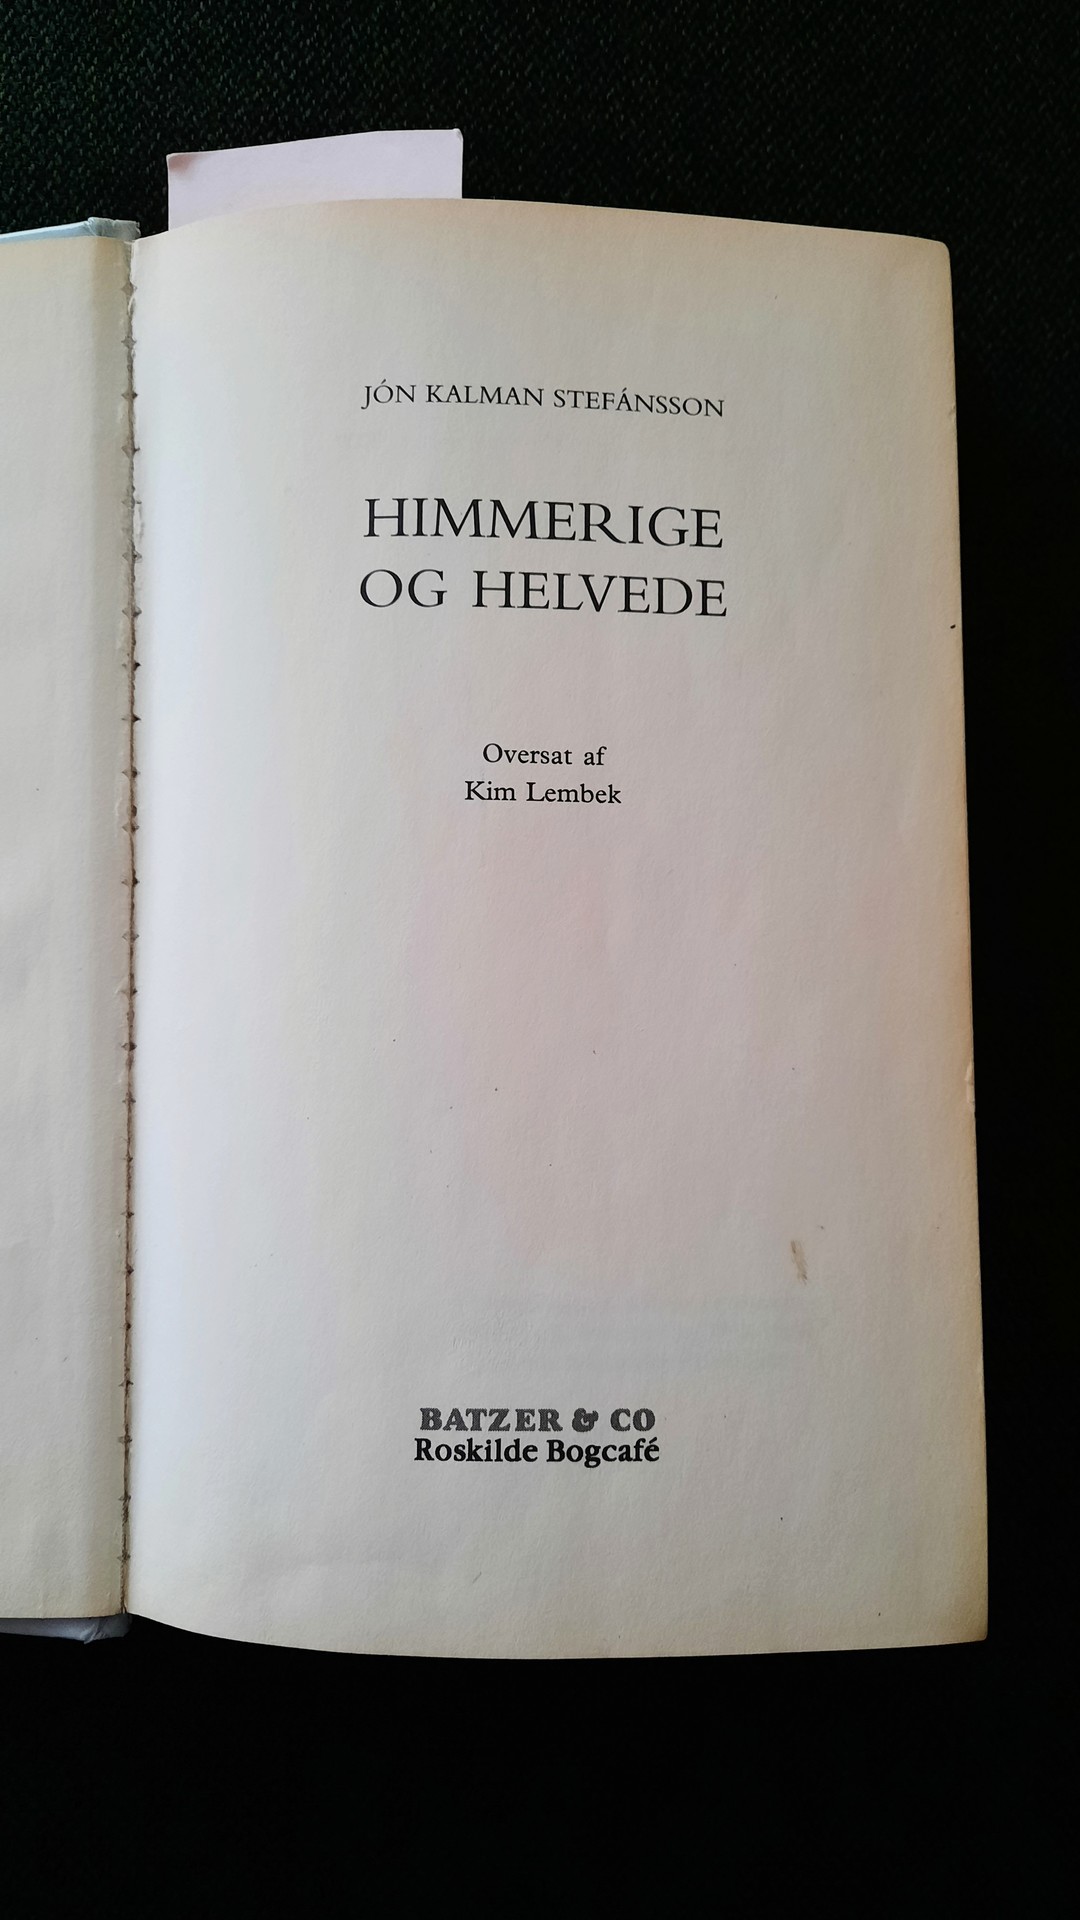 JÓN KALMAN STEFÁNSSON
HIMMERIGE
OG HELVEDE
Oversat af
Kim Lembek
BATZER & CO
Roskilde Bogcafé